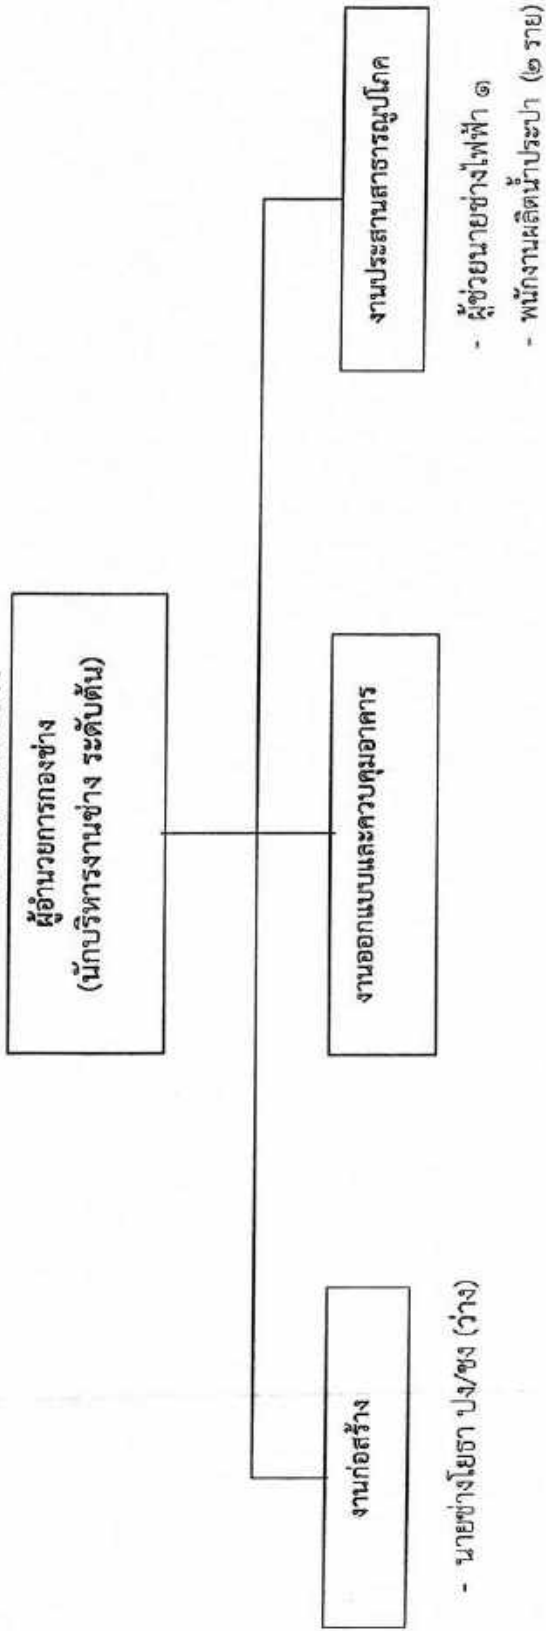 ผู้อำนวยการกองช่าง
(นักบริหารงานช่าง ระดับต้น)
งานก่อสร้าง
- นายช่างโยธา ปง/ชง (ว่าง)
งานออกแบบและควบคุมอาคาร
งานประสานสาธารณูปโภค
- ผู้ช่วยนายช่างไฟฟ้า ๑
- พนักงานผลิตน้ำประปา (๒ ราย)